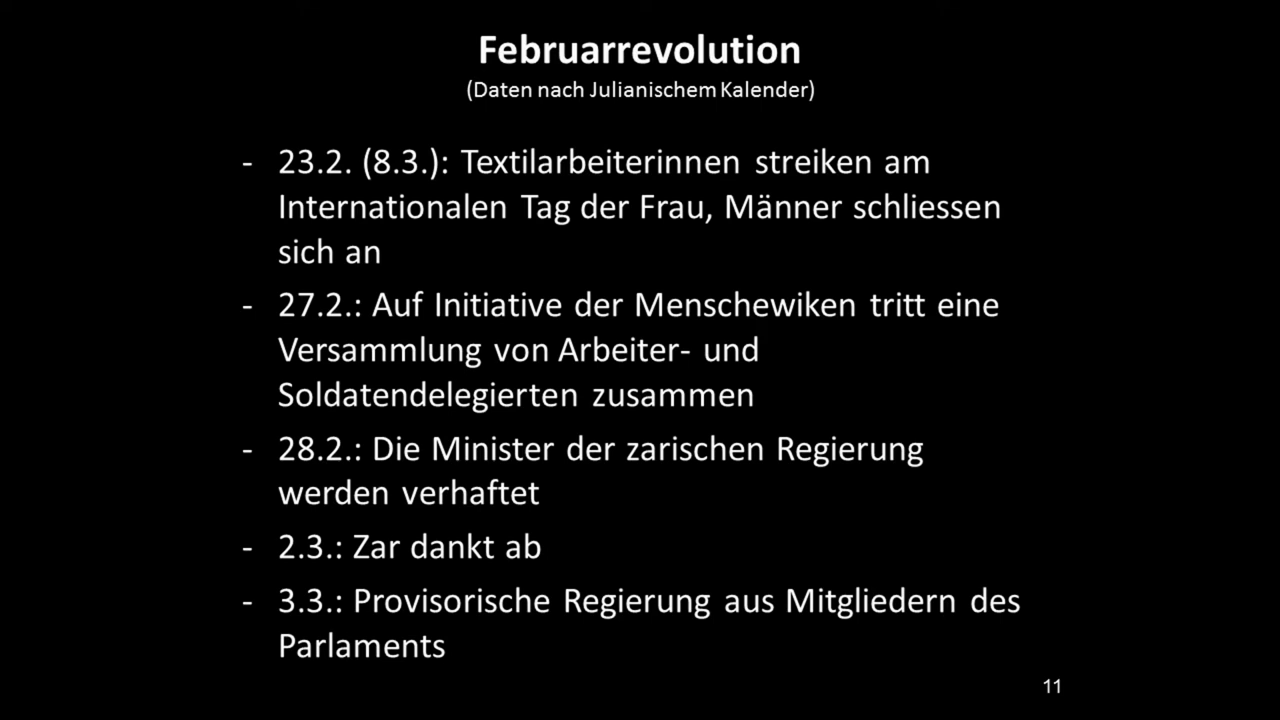 Februarrevolution
(Daten nach Julianischem Kalender)
- 23.2. (8.3.): Textilarbeiterinnen streiken am
Internationalen Tag der Frau, Männer schliessen
sich an
- 27.2.: Auf Initiative der Menschewiken tritt eine
Versammlung von Arbeiter- und
Soldatendelegierten zusammen
- 28.2.: Die Minister der zarischen Regierung
werden verhaftet
- 2.3.: Zar dankt ab
- 3.3.: Provisorische Regierung aus Mitgliedern des
Parlaments
11